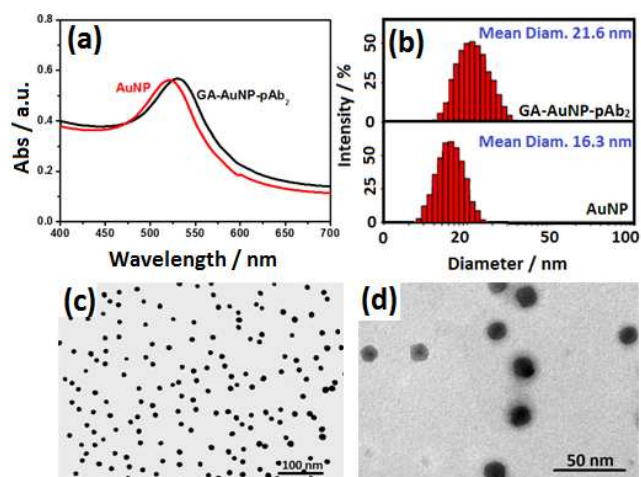 (a)
AuNP
GA-AuNP-pAb₂
Abs / a.u.
0.8
0.6
0.4
0.2
0.0
400 450 500 550 600 650 700
Wavelength / nm
(b)
Mean Diam. 21.6 nm
GA-AuNP-pAb₂
Mean Diam. 16.3 nm
AuNP
Intensity / %
50
25
0
50
25
0
0 20 50 100
Diameter / nm
(c)
100 nm
(d)
50 nm